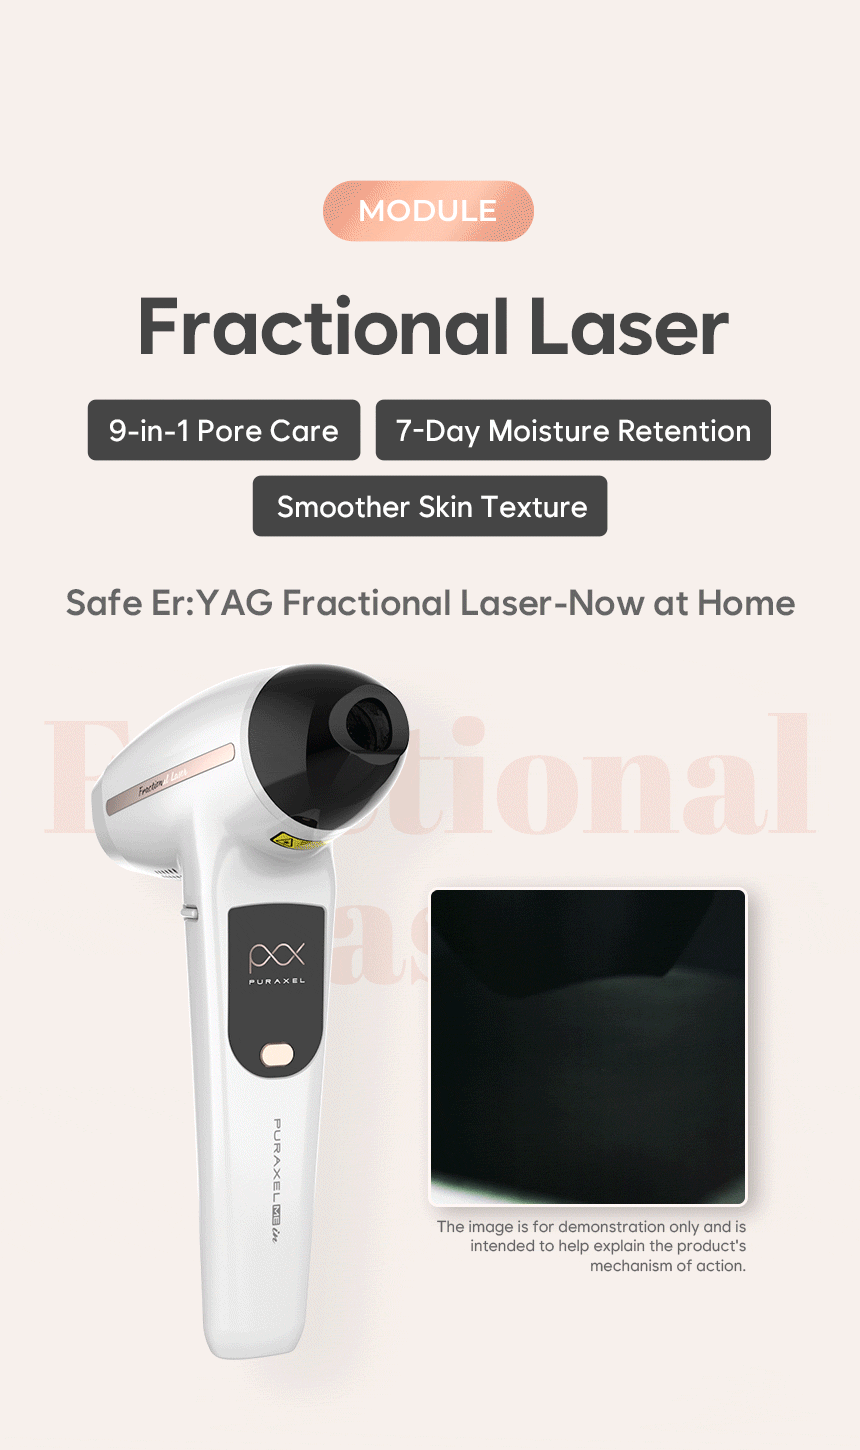 MODULE
Fractional Laser
9-in-1 Pore Care
7-Day Moisture Retention
Smoother Skin Texture
Safe Er:YAG Fractional Laser-Now at Home
Fractional Laser
PURAXEL
PURAXEL ME in
The image is for demonstration only and is
intended to help explain the product's
mechanism of action.